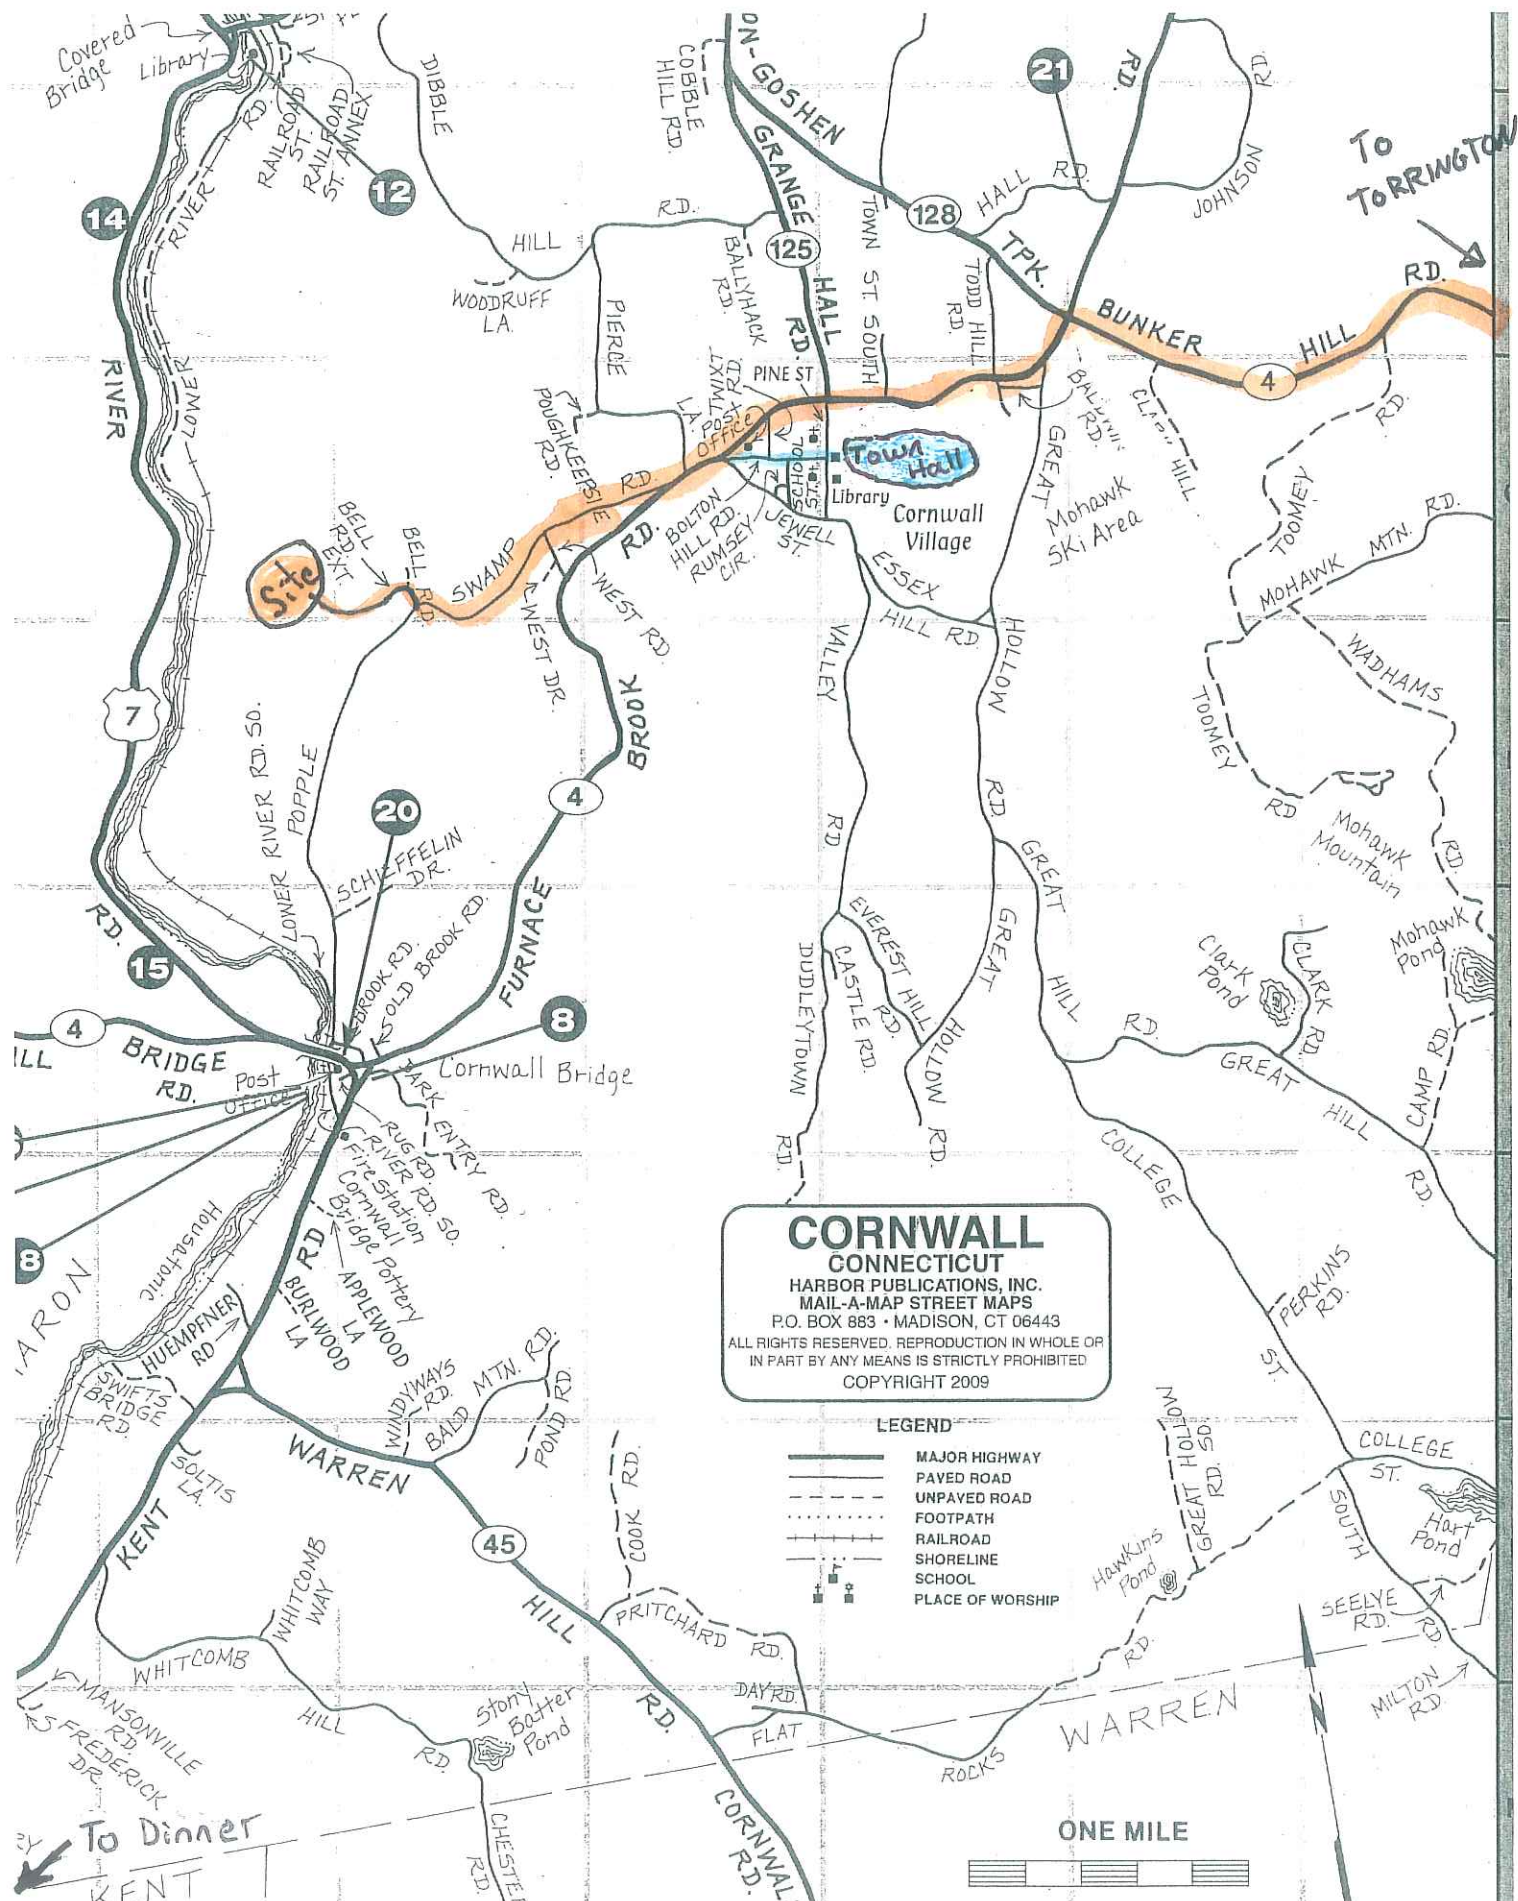 Covered
Bridge
Library
RAILROAD
ST.
RAILROAD
ST. ANNEX
RD.
RIVER
12
14
DIBBLE
HILL
RD.
WOODRUFF
LA.
COBBLE
HILL RD.
ON-GOSHEN
GRANGE
125
HALL
RD.
TOWN ST. SOUTH
128
TPK.
21
RD.
HALL
RD.
JOHNSON
RD.
TO
TORRINGTON
RD.
BUNKER
HILL
4
TODD HILL
RD.
BALLYHACK
RD.
PIERCE
LA.
PINE ST
POST
OFFICE
POUGHKEEPSIE
RD.
RIVER
LOWER
SCHOOL
ST.
Town
Hall
Library
Cornwall
Village
BALDWIN
RD.
CLARK HILL
RD.
TOOMEY
GREAT
Mohawk
Ski Area
MOHAWK MTN. RD.
WADHAMS
RD.
TOOMEY
RD
Mohawk
Mountain
Mohawk
Pond
Site
BELL
RD.
EXT.
BELL RD.
SWAMP
RD.
RD.
BOLTON
HILL RD.
RUMSEY
CIR.
JEWELL
ST.
ESSEX
HILL RD.
WEST RD.
WEST DR.
BROOK
VALLEY
RD
HOLLOW
RD.
7
LOWER RIVER RD. SO.
POPPLE
20
SCHIEFFELIN
DR.
4
FURNACE
BROOK RD.
OLD BROOK RD.
RD.
15
4
ILL
BRIDGE
RD.
Post
Office
8
Cornwall Bridge
PARK ENTRY RD.
RUG RD.
RIVER RD. SO.
Fire Station
Cornwall
Bridge Pottery
APPLEWOOD
LA
BURLWOOD
LA
RD
8
ARON
Housatonic
HUEMPFNER
RD
SWIFTS
BRIDGE
RD.
EVEREST HILL
RD.
CASTLE RD.
DUDLEYTOWN
RD.
GREAT
HOLLOW
RD.
GREAT
HILL
RD.
Clark
Pond
CLARK
RD.
GREAT
HILL
RD.
CAMP RD.
COLLEGE
ST.
PERKINS
RD.
CORNWALL
CONNECTICUT
HARBOR PUBLICATIONS, INC.
MAIL-A-MAP STREET MAPS
P.O. BOX 883 • MADISON, CT 06443
ALL RIGHTS RESERVED. REPRODUCTION IN WHOLE OR
IN PART BY ANY MEANS IS STRICTLY PROHIBITED
COPYRIGHT 2009
LEGEND
MAJOR HIGHWAY
PAVED ROAD
UNPAVED ROAD
FOOTPATH
RAILROAD
SHORELINE
SCHOOL
PLACE OF WORSHIP
WARREN
WINDYWAYS
RD.
BALD MTN. RD.
POND RD.
SOLTIS
LA.
KENT
45
HILL
RD.
CORNWALL
RD.
COOK RD.
PRITCHARD RD.
DAY RD.
FLAT
ROCKS
RD.
Hawkins
Pond
GREAT HOLLOW
RD. SO.
COLLEGE
ST.
SOUTH
RD.
Hart
Pond
SEELYE
RD.
MILTON
RD
WARREN
N
WHITCOMB
WAY
WHITCOMB
HILL
RD.
MANSONVILLE
RD.
S. FREDERICK
DR.
Stony
Batter
Pond
CHESTER
RD.
To Dinner
KENT
ONE MILE